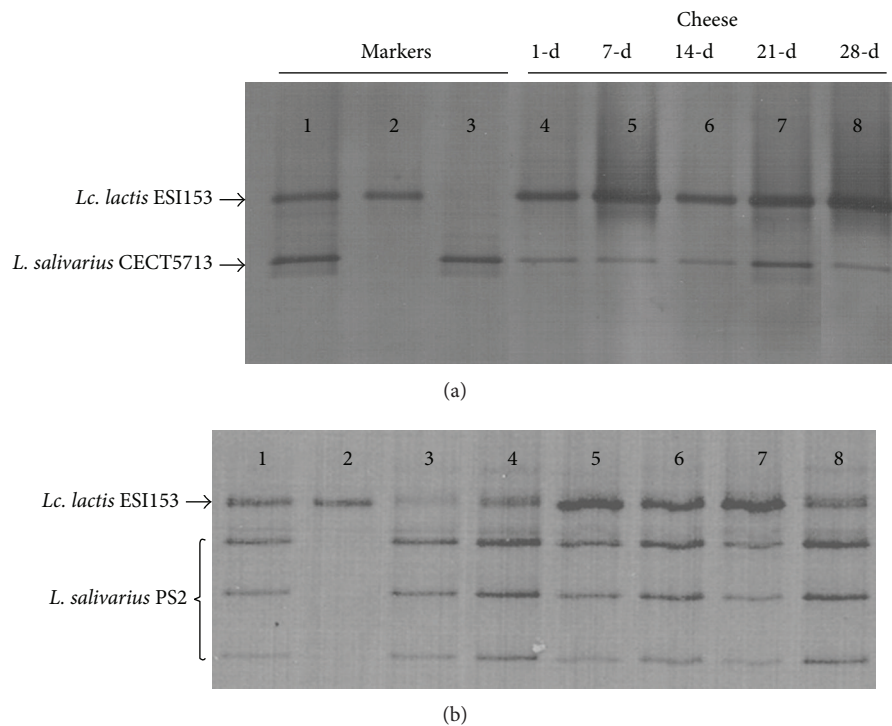 Cheese
Markers 1-d 7-d 14-d 21-d 28-d
1 2 3 4 5 6 7 8
Lc. lactis ESI153
L. salivarius CECT5713
(a)
1 2 3 4 5 6 7 8
Lc. lactis ESI153
L. salivarius PS2
(b)